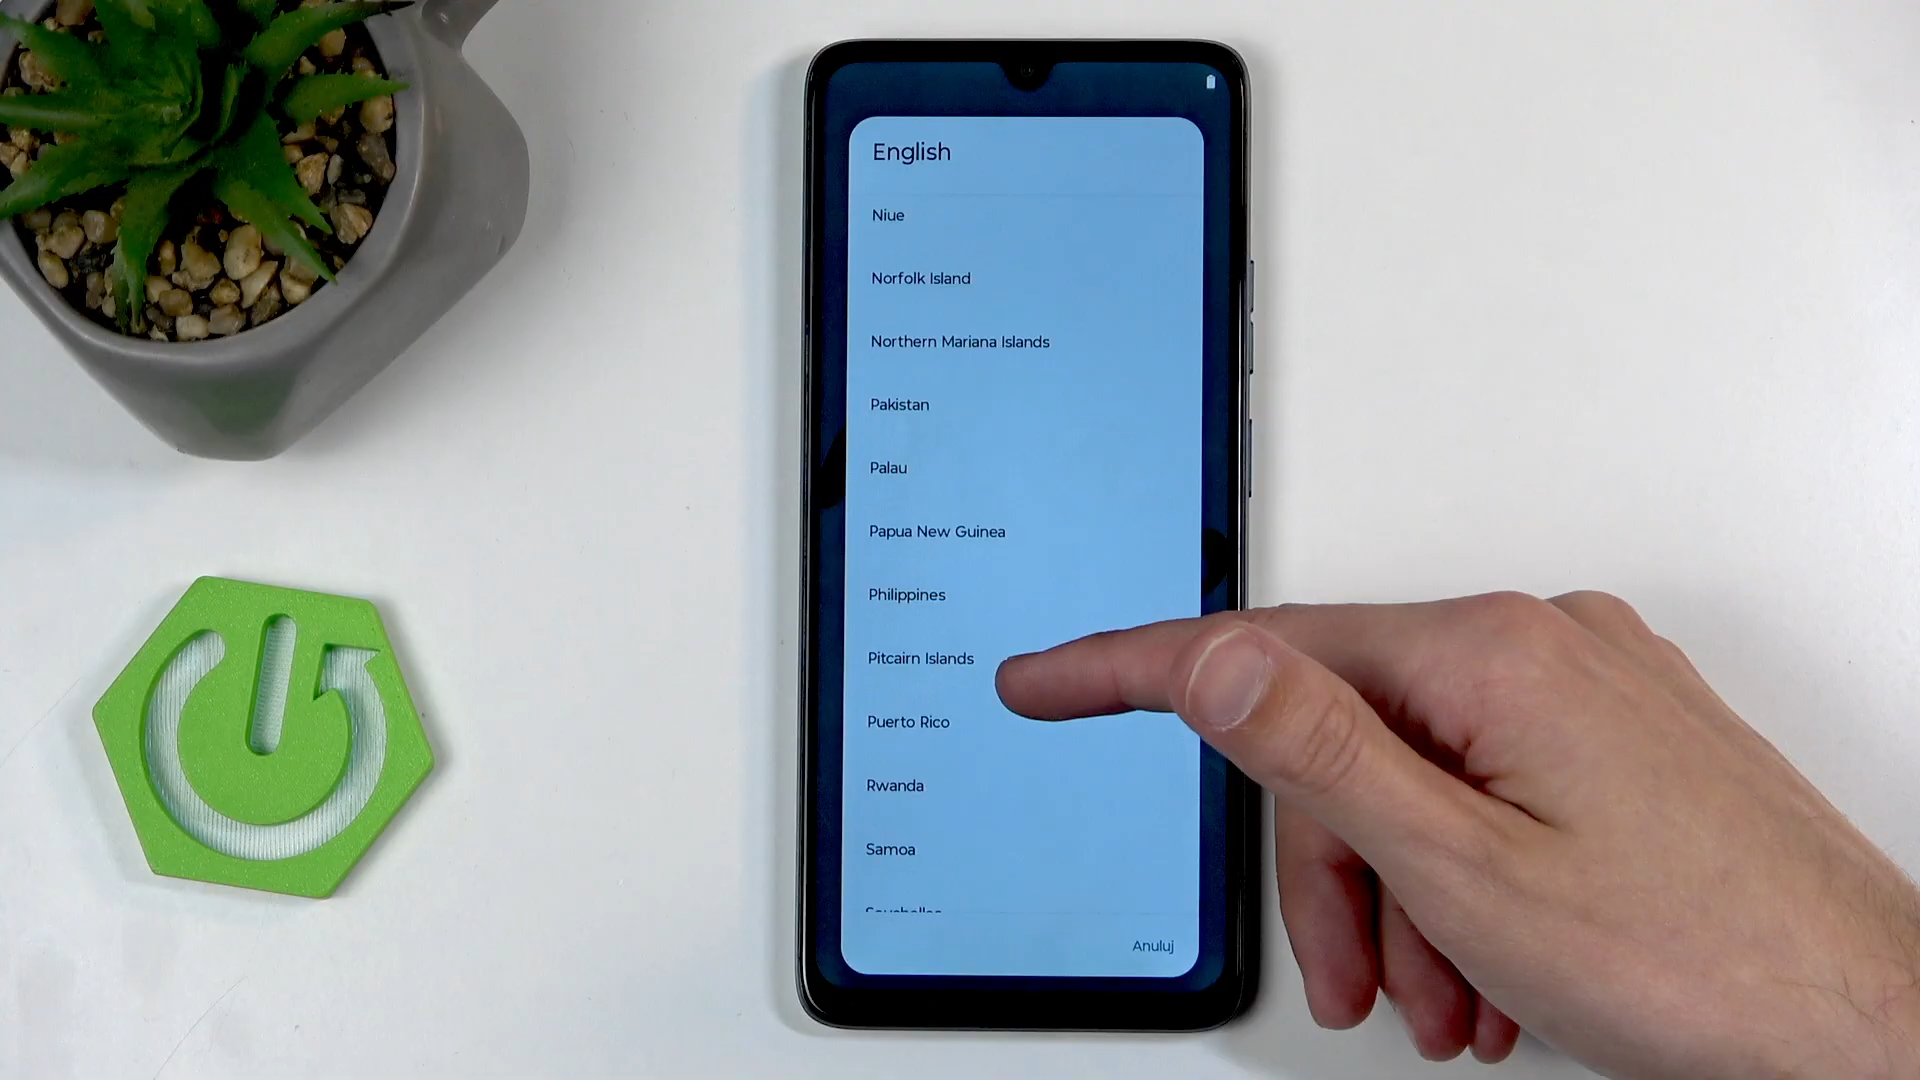 English
Niue
Norfolk Island
Northern Mariana Islands
Pakistan
Palau
Papua New Guinea
Philippines
Pitcairn Islands
Puerto Rico
Rwanda
Samoa
Anuluj